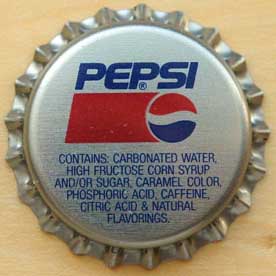 PEPSI®
CONTAINS: CARBONATED WATER,
HIGH FRUCTOSE CORN SYRUP
AND/OR SUGAR, CARAMEL COLOR,
PHOSPHORIC ACID, CAFFEINE,
CITRIC ACID & NATURAL
FLAVORINGS.